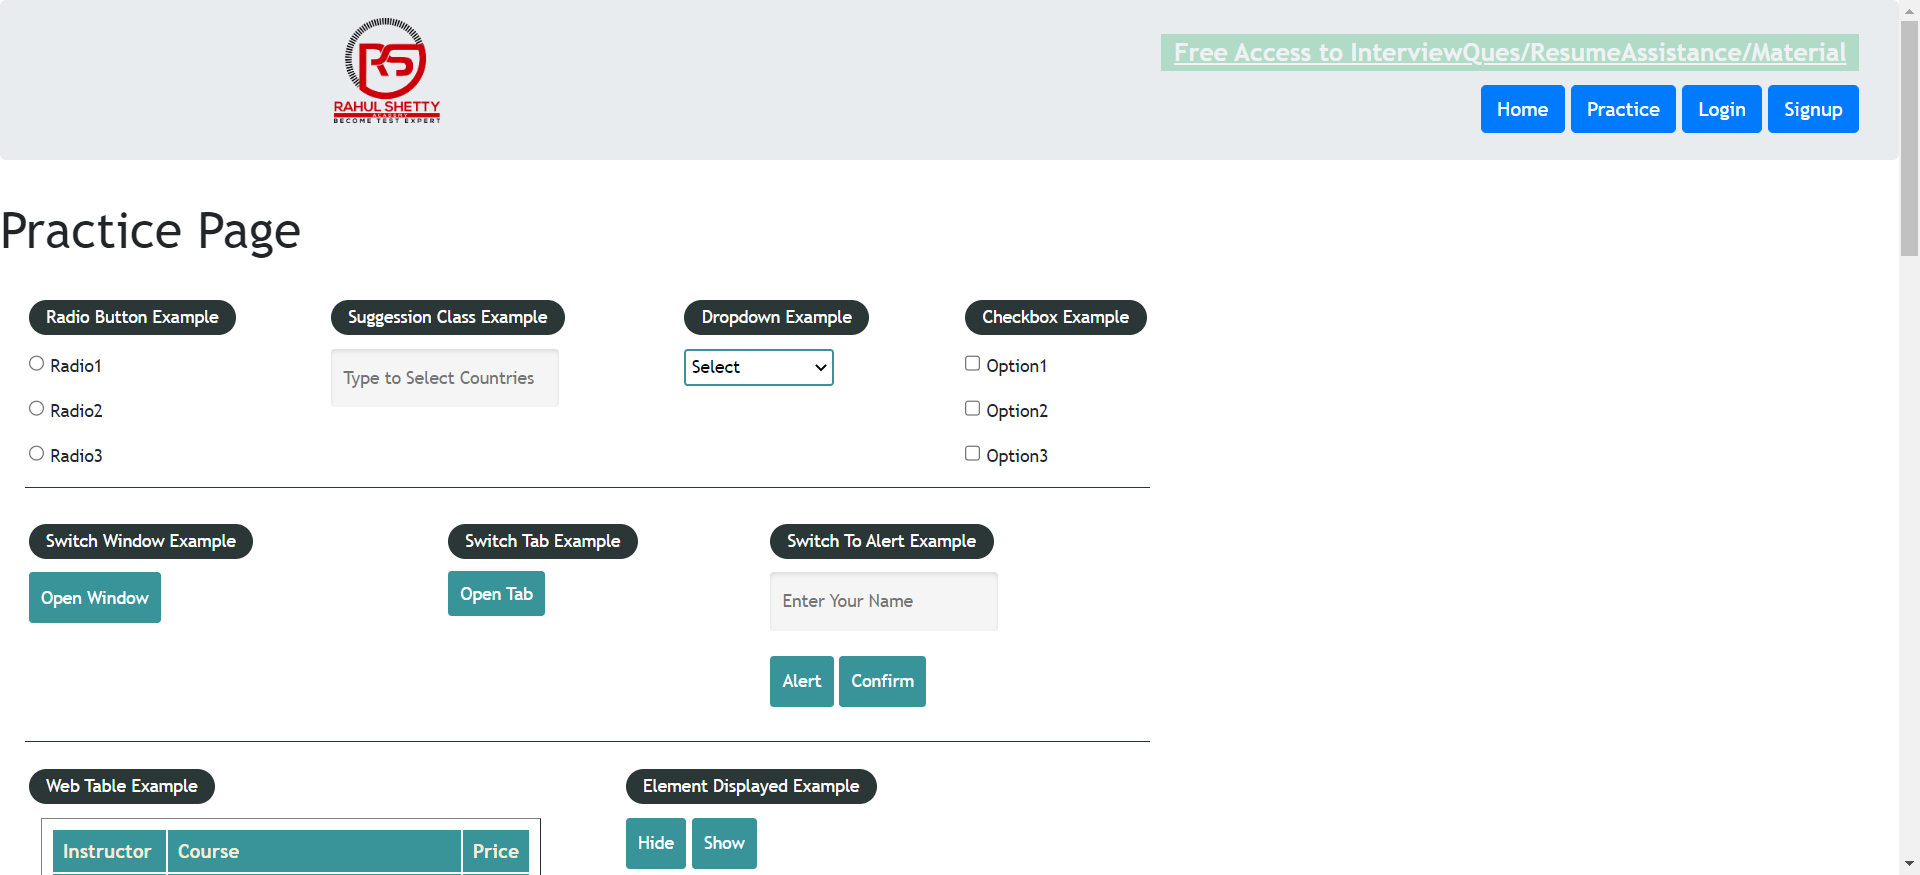 RAHUL SHETTY
ACADEMY
BECOME TEST EXPERT
Free Access to InterviewQues/ResumeAssistance/Material
Home Practice Login Signup
Practice Page
Radio Button Example
Radio1
Radio2
Radio3
Suggession Class Example
Type to Select Countries
Dropdown Example
Select
Checkbox Example
Option1
Option2
Option3
Switch Window Example
Open Window
Switch Tab Example
Open Tab
Switch To Alert Example
Enter Your Name
Alert Confirm
Web Table Example
Instructor Course Price
Element Displayed Example
Hide Show